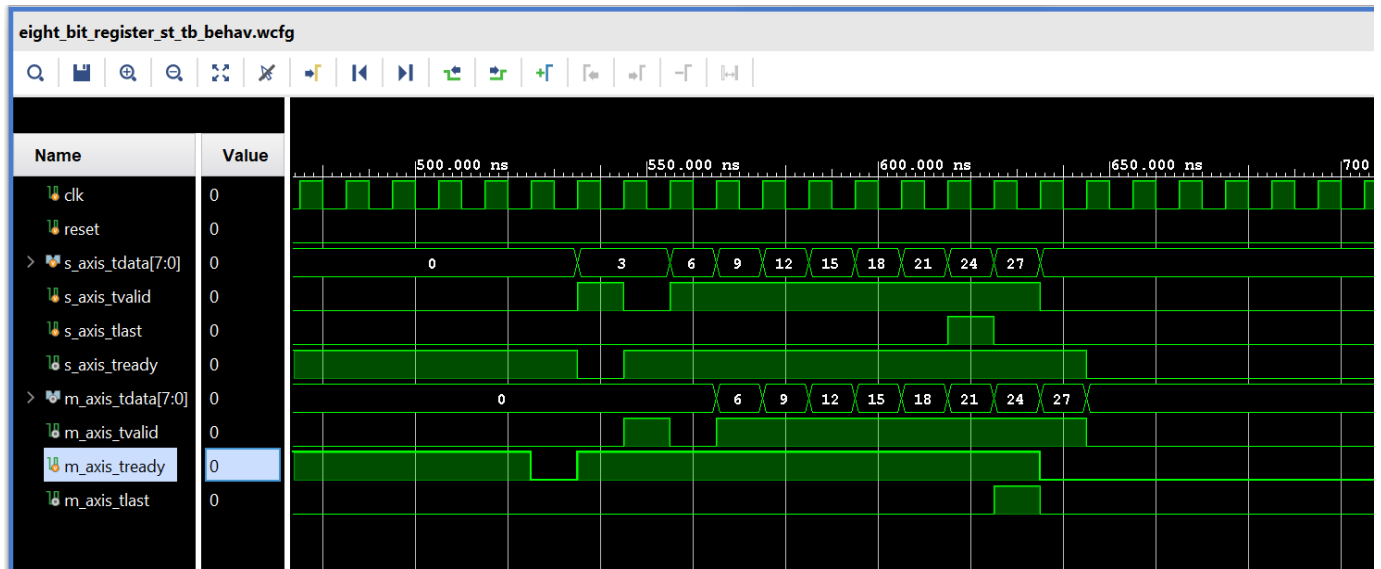 eight_bit_register_st_tb_behav.wcfg
Name Value
500.000 ns 550.000 ns 600.000 ns 650.000 ns 700
clk 0
reset 0
s_axis_tdata[7:0] 0 0 3 6 9 12 15 18 21 24 27
s_axis_tvalid 0
s_axis_tlast 0
s_axis_tready 0
m_axis_tdata[7:0] 0 0 6 9 12 15 18 21 24 27
m_axis_tvalid 0
m_axis_tready 0
m_axis_tlast 0